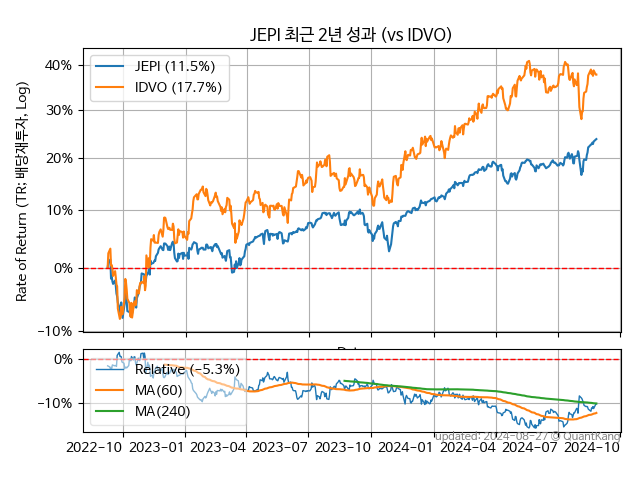 JEPI 최근 2년 성과 (vs IDVO)
Rate of Return (TR: 배당재투자, Log)
40%
30%
20%
10%
0%
−10%
JEPI (11.5%)
IDVO (17.7%)
0%
−10%
Relative (−5.3%)
MA(60)
MA(240)
updated: 2024-08-27 © QuantKang
2022−10 2023−01 2023−04 2023−07 2023−10 2024−01 2024−04 2024−07 2024−10